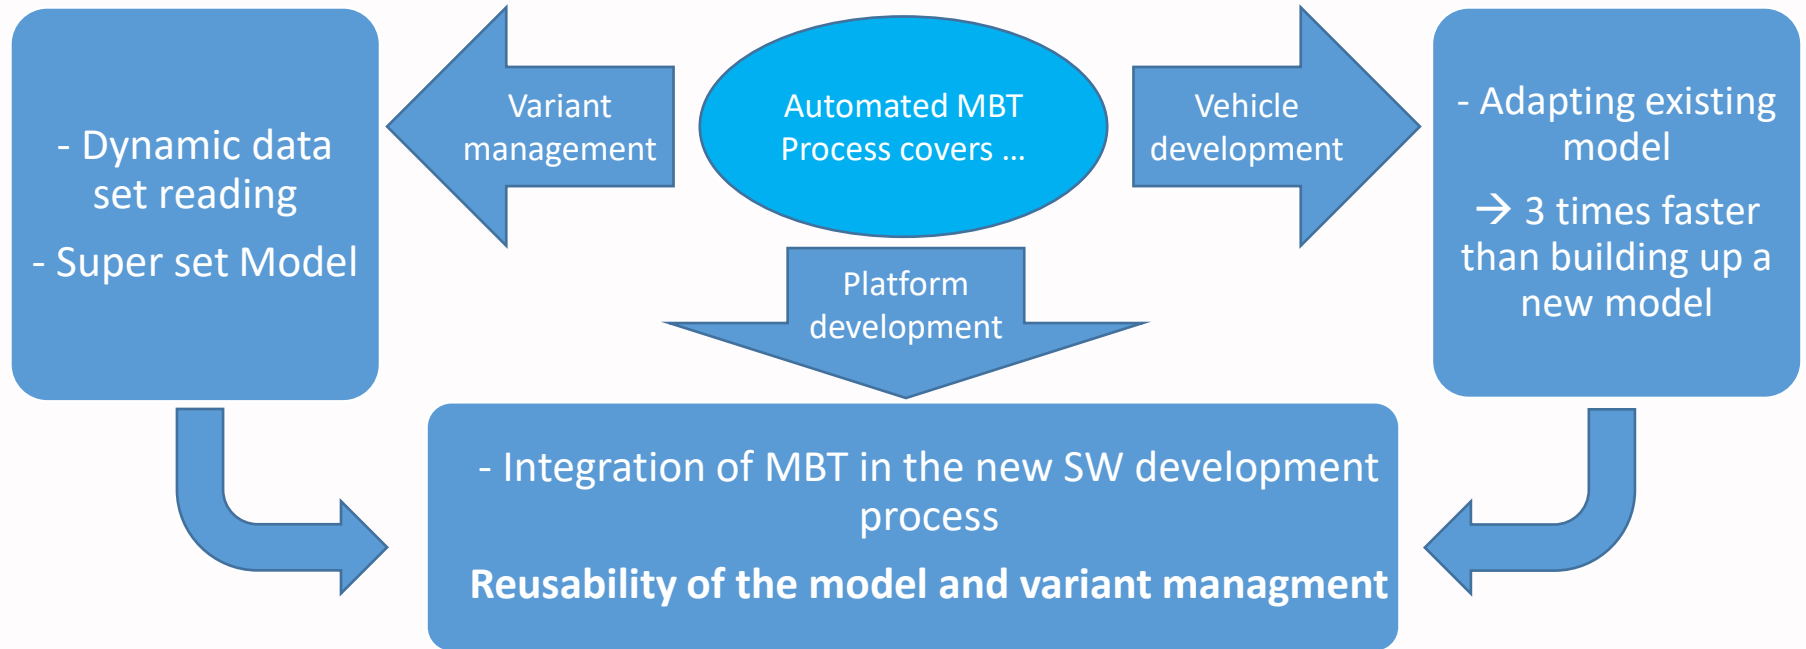 - Dynamic data
set reading
- Super set Model
Variant
management
Automated MBT
Process covers ...
Vehicle
development
- Adapting existing
model
→ 3 times faster
than building up a
new model
Platform
development
- Integration of MBT in the new SW development
process
Reusability of the model and variant managment